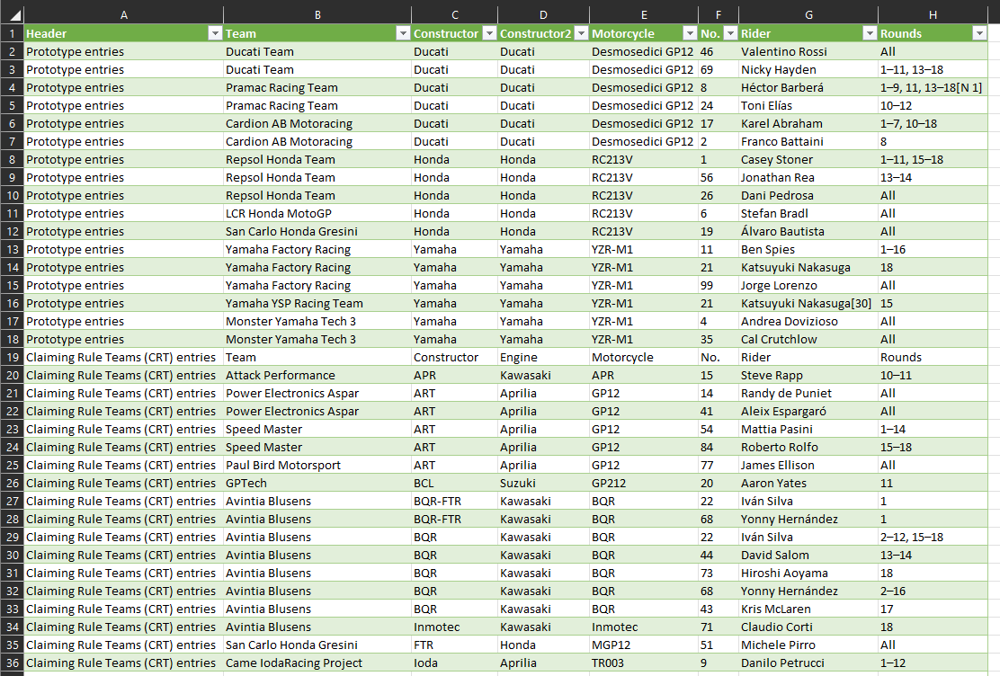 A B C D E F G H
1 Header Team Constructor Constructor2 Motorcycle No. Rider Rounds
2 Prototype entries Ducati Team Ducati Ducati Desmosedici GP12 46 Valentino Rossi All
3 Prototype entries Ducati Team Ducati Ducati Desmosedici GP12 69 Nicky Hayden 1–11, 13–18
4 Prototype entries Pramac Racing Team Ducati Ducati Desmosedici GP12 8 Héctor Barberá 1–9, 11, 13–18[N 1]
5 Prototype entries Pramac Racing Team Ducati Ducati Desmosedici GP12 24 Toni Elías 10–12
6 Prototype entries Cardion AB Motoracing Ducati Ducati Desmosedici GP12 17 Karel Abraham 1–7, 10–18
7 Prototype entries Cardion AB Motoracing Ducati Ducati Desmosedici GP12 2 Franco Battaini 8
8 Prototype entries Repsol Honda Team Honda Honda RC213V 1 Casey Stoner 1–11, 15–18
9 Prototype entries Repsol Honda Team Honda Honda RC213V 56 Jonathan Rea 13–14
10 Prototype entries Repsol Honda Team Honda Honda RC213V 26 Dani Pedrosa All
11 Prototype entries LCR Honda MotoGP Honda Honda RC213V 6 Stefan Bradl All
12 Prototype entries San Carlo Honda Gresini Honda Honda RC213V 19 Álvaro Bautista All
13 Prototype entries Yamaha Factory Racing Yamaha Yamaha YZR-M1 11 Ben Spies 1–16
14 Prototype entries Yamaha Factory Racing Yamaha Yamaha YZR-M1 21 Katsuyuki Nakasuga 18
15 Prototype entries Yamaha Factory Racing Yamaha Yamaha YZR-M1 99 Jorge Lorenzo All
16 Prototype entries Yamaha YSP Racing Team Yamaha Yamaha YZR-M1 21 Katsuyuki Nakasuga[30] 15
17 Prototype entries Monster Yamaha Tech 3 Yamaha Yamaha YZR-M1 4 Andrea Dovizioso All
18 Prototype entries Monster Yamaha Tech 3 Yamaha Yamaha YZR-M1 35 Cal Crutchlow All
19 Claiming Rule Teams (CRT) entries Team Constructor Engine Motorcycle No. Rider Rounds
20 Claiming Rule Teams (CRT) entries Attack Performance APR Kawasaki APR 15 Steve Rapp 10–11
21 Claiming Rule Teams (CRT) entries Power Electronics Aspar ART Aprilia GP12 14 Randy de Puniet All
22 Claiming Rule Teams (CRT) entries Power Electronics Aspar ART Aprilia GP12 41 Aleix Espargaró All
23 Claiming Rule Teams (CRT) entries Speed Master ART Aprilia GP12 54 Mattia Pasini 1–14
24 Claiming Rule Teams (CRT) entries Speed Master ART Aprilia GP12 84 Roberto Rolfo 15–18
25 Claiming Rule Teams (CRT) entries Paul Bird Motorsport ART Aprilia GP12 77 James Ellison All
26 Claiming Rule Teams (CRT) entries GPTech BCL Suzuki GP212 20 Aaron Yates 11
27 Claiming Rule Teams (CRT) entries Avintia Blusens BQR-FTR Kawasaki BQR 22 Iván Silva 1
28 Claiming Rule Teams (CRT) entries Avintia Blusens BQR-FTR Kawasaki BQR 68 Yonny Hernández 1
29 Claiming Rule Teams (CRT) entries Avintia Blusens BQR Kawasaki BQR 22 Iván Silva 2–12, 15–18
30 Claiming Rule Teams (CRT) entries Avintia Blusens BQR Kawasaki BQR 44 David Salom 13–14
31 Claiming Rule Teams (CRT) entries Avintia Blusens BQR Kawasaki BQR 73 Hiroshi Aoyama 18
32 Claiming Rule Teams (CRT) entries Avintia Blusens BQR Kawasaki BQR 68 Yonny Hernández 2–16
33 Claiming Rule Teams (CRT) entries Avintia Blusens BQR Kawasaki BQR 43 Kris McLaren 17
34 Claiming Rule Teams (CRT) entries Avintia Blusens Inmotec Kawasaki Inmotec 71 Claudio Corti 18
35 Claiming Rule Teams (CRT) entries San Carlo Honda Gresini FTR Honda MGP12 51 Michele Pirro All
36 Claiming Rule Teams (CRT) entries Came IodaRacing Project Ioda Aprilia TR003 9 Danilo Petrucci 1–12